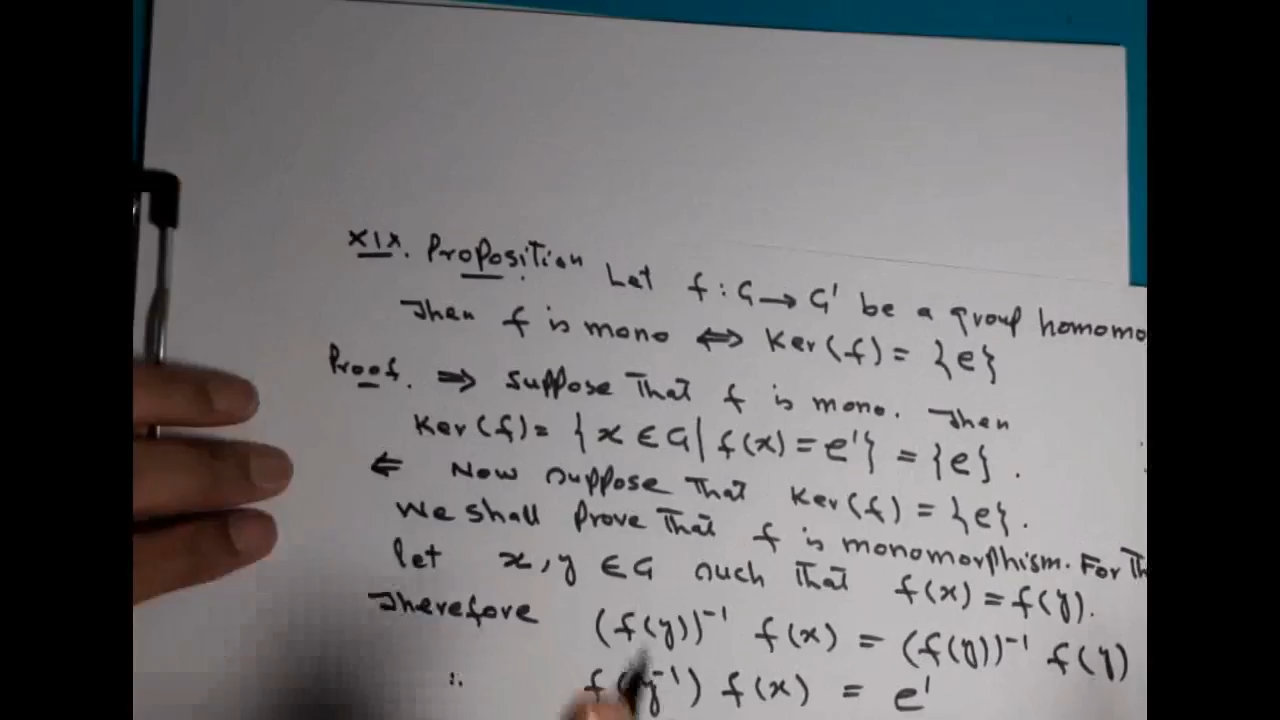 XIX. Proposition Let f : G → G' be a group homomo
Then f is mono ⇔ Ker(f) = {e}
Proof. ⇒ Suppose that f is mono. Then
Ker(f) = {x ∈ G | f(x) = e'} = {e}.
⇐ Now suppose that Ker(f) = {e}.
We shall prove that f is monomorphism. For Th
let x, y ∈ G such that f(x) = f(y).
Therefore (f(y))⁻¹ f(x) = (f(y))⁻¹ f(y)
∴ f(y⁻¹) f(x) = e'